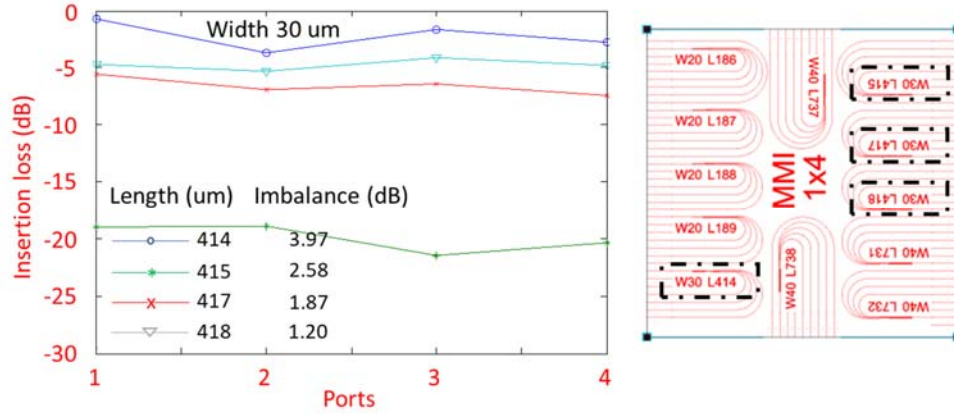 Width 30 um
Insertion loss (dB)
0
-5
-10
-15
-20
-25
-30
Length (um) Imbalance (dB)
414 3.97
415 2.58
417 1.87
418 1.20
1 2 3 4
Ports
W20 L186
W20 L187
W20 L188
W20 L189
W30 L414
W40 L737
MMI
1x4
W40 L738
W30 L415
W30 L417
W30 L418
W40 L731
W40 L732